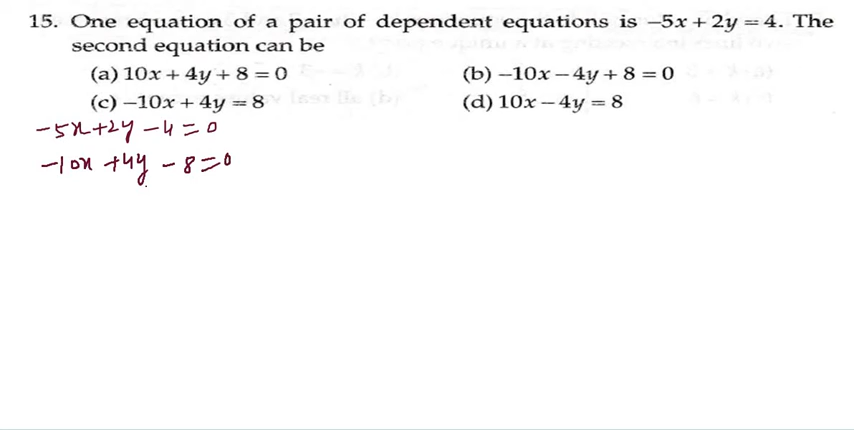 15. One equation of a pair of dependent equations is −5x + 2y = 4. The
second equation can be
(a) 10x + 4y + 8 = 0 (b) −10x − 4y + 8 = 0
(c) −10x + 4y = 8 (d) 10x − 4y = 8
−5x+2y −4=0
−10x +4y −8=0